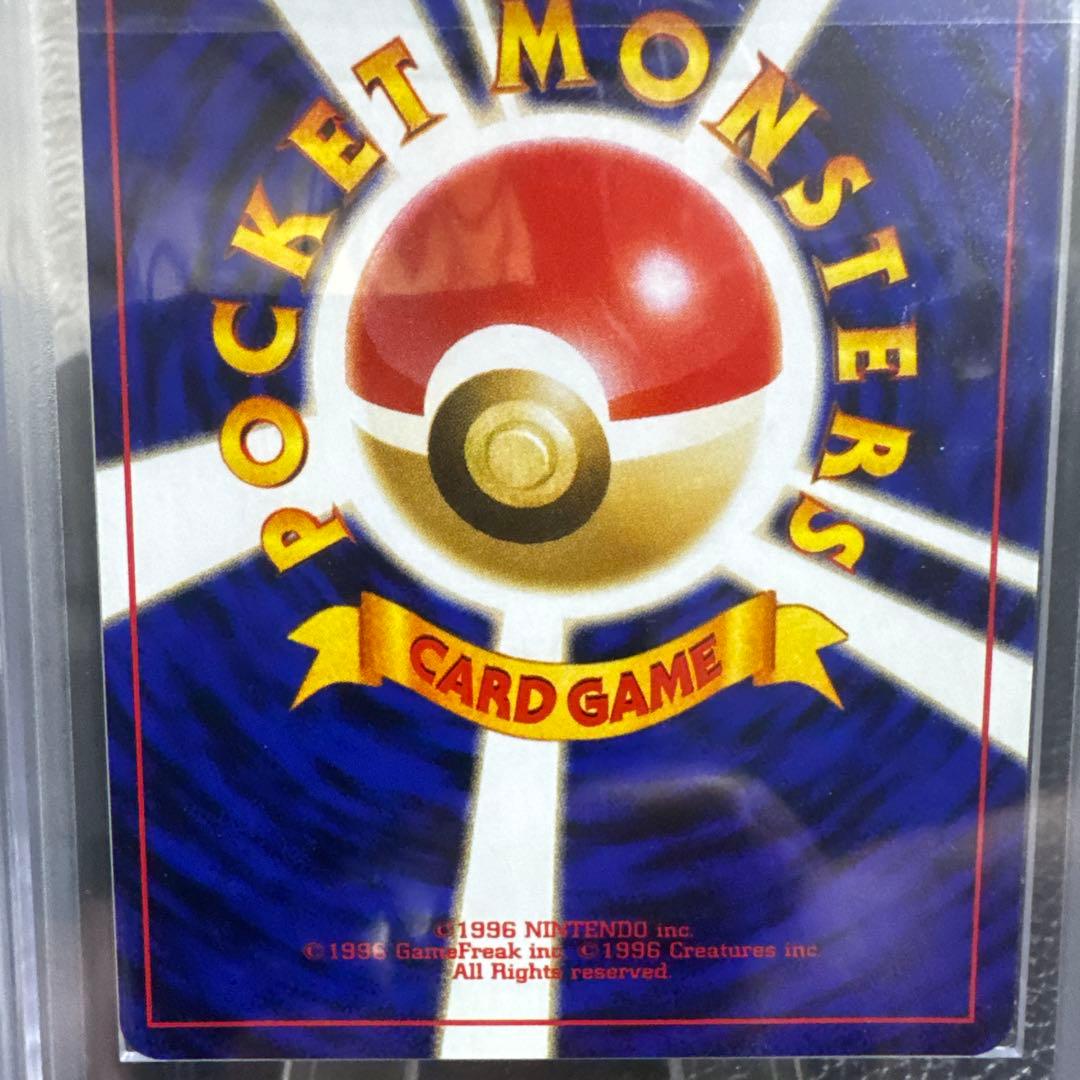 POCKET MONSTERS
CARD GAME
©1996 NINTENDO inc.
©1996 GameFreak inc. ©1996 Creatures inc.
All Rights reserved.